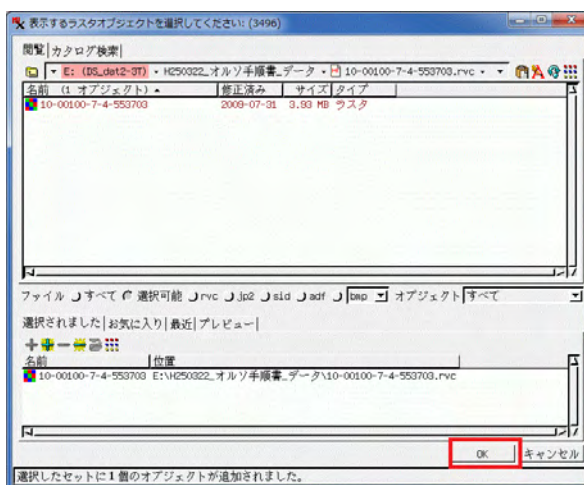 表示するラスタオブジェクトを選択してください: (3496)
閲覧 カタログ検索
E: (DS_dat2-3T) H250322_オルソ手順書_データ 10-00100-7-4-553703.rvc
名前 (1 オブジェクト) 修正済み サイズ タイプ
10-00100-7-4-553703 2009-07-31 3.93 MB ラスタ
ファイル すべて 選択可能 rvc jp2 sid adf bmp オブジェクト すべて
選択されました お気に入り 最近 プレビュー
名前 位置
10-00100-7-4-553703 E:\H250322_オルソ手順書_データ\10-00100-7-4-553703.rvc
OK キャンセル
選択したセットに1個のオブジェクトが追加されました。